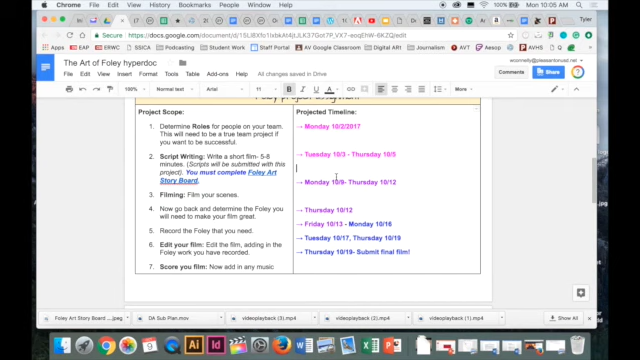 Chrome File Edit View History Bookmarks People Window Help
100% Mon 10:05 AM
Tyler
Secure https://docs.google.com/document/d/1SLI8Xfo1IxbfsL1zbtJLK37Got7P_V7-eoqEhW-6KZQ/edit
Apps EAP ERWC SSICA Passport to Good Student Work Staff Portal AV Google Classroom Digital Art! Journalism AVID ATP Aesop
The Art of Foley hyperdoc
econnelly@pleasantonusd.net
File Edit View Insert Format Tools Table Add-ons Help All changes saved in Drive
Comments Share
100% Normal text Arial 11
Project Scope:
Projected Timeline:
1. Determine Roles for people on your team.
This will need to be a true team project if
you want to be successful.
→ Monday 10/2/2017
2. Script Writing: Write a short film- 5-8
minutes. (Scripts will be submitted with this
project). You must complete Foley Art
Story Board.
→ Tuesday 10/3 - Thursday 10/5
3. Filming: Film your scenes.
→ Monday 10/9- Thursday 10/12
4. Now go back and determine the Foley you
will need to make your film great.
→ Thursday 10/12
5. Record the Foley that you need.
→ Friday 10/13 - Monday 10/16
6. Edit your film: Edit the film, adding in the
Foley work you have recorded.
→ Tuesday 10/17, Thursday 10/19
7. Score you film: Now add in any music
→ Thursday 10/19- Submit final film!
Foley Art Story Board ....jpeg
DA Sub Plan.mov
videoplayback (3).mp4
videoplayback (2).mp4
videoplayback (1).mp4
Show All